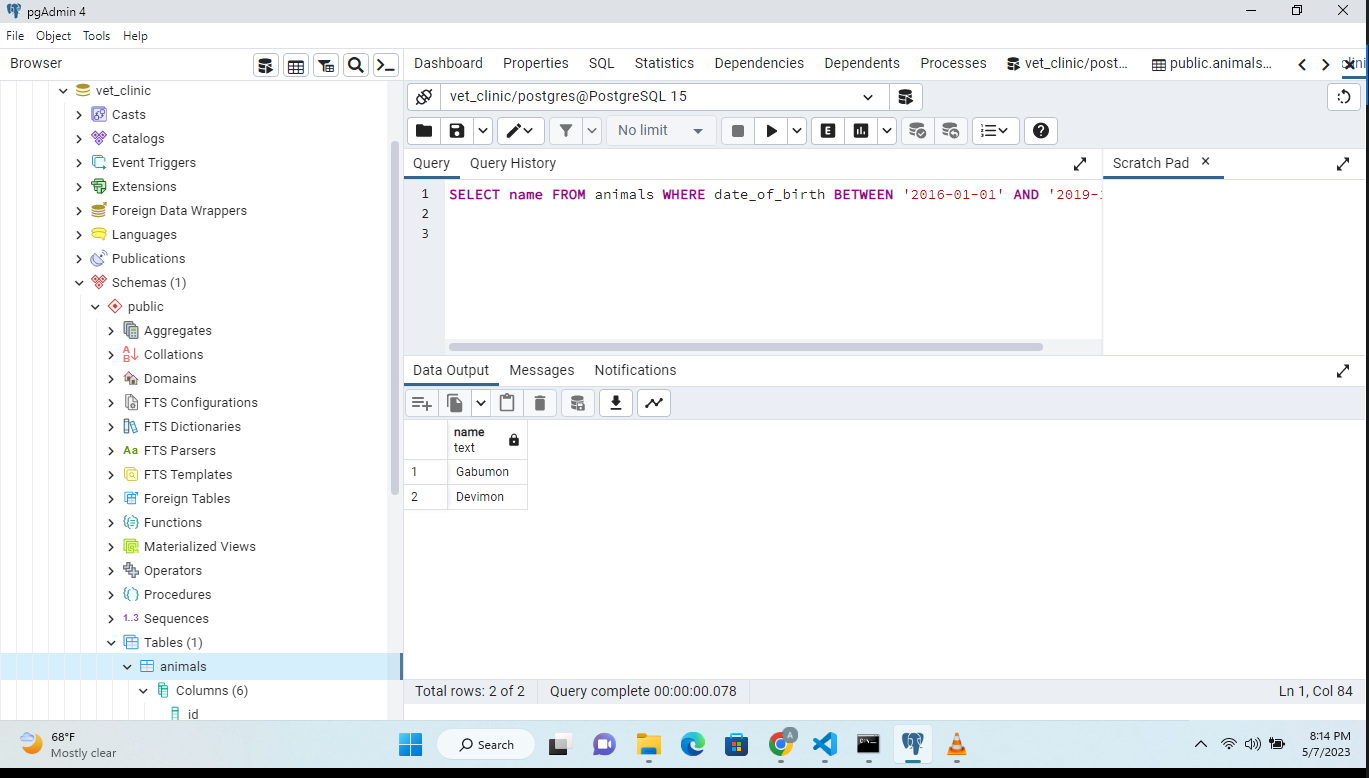 pgAdmin 4
File Object Tools Help
Browser
Dashboard Properties SQL Statistics Dependencies Dependents Processes vet_clinic/post... public.animals...
vet_clinic
Casts
Catalogs
Event Triggers
Extensions
Foreign Data Wrappers
Languages
Publications
Schemas (1)
public
Aggregates
Collations
Domains
FTS Configurations
FTS Dictionaries
Aa FTS Parsers
FTS Templates
Foreign Tables
Functions
Materialized Views
Operators
Procedures
1..3 Sequences
Tables (1)
animals
Columns (6)
id
vet_clinic/postgres@PostgreSQL 15
No limit
E
Query Query History
Scratch Pad
1 SELECT name FROM animals WHERE date_of_birth BETWEEN '2016-01-01' AND '2019-
2
3
Data Output Messages Notifications
name
text
1 Gabumon
2 Devimon
Total rows: 2 of 2 Query complete 00:00:00.078 Ln 1, Col 84
68°F
Mostly clear
Search
A
8:14 PM
5/7/2023